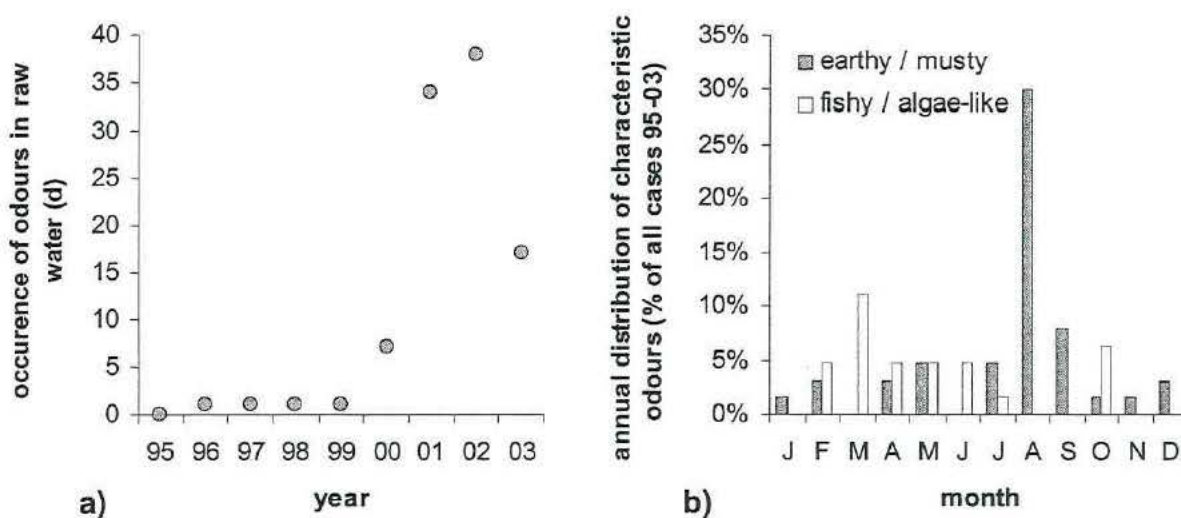 occurence of odours in raw
water (d)
40
35
30
25
20
15
10
5
0
95 96 97 98 99 00 01 02 03
a) year
annual distribution of characteristic
odours (% of all cases 95-03)
35%
30%
25%
20%
15%
10%
5%
0%
earthy / musty
fishy / algae-like
J F M A M J J A S O N D
b) month